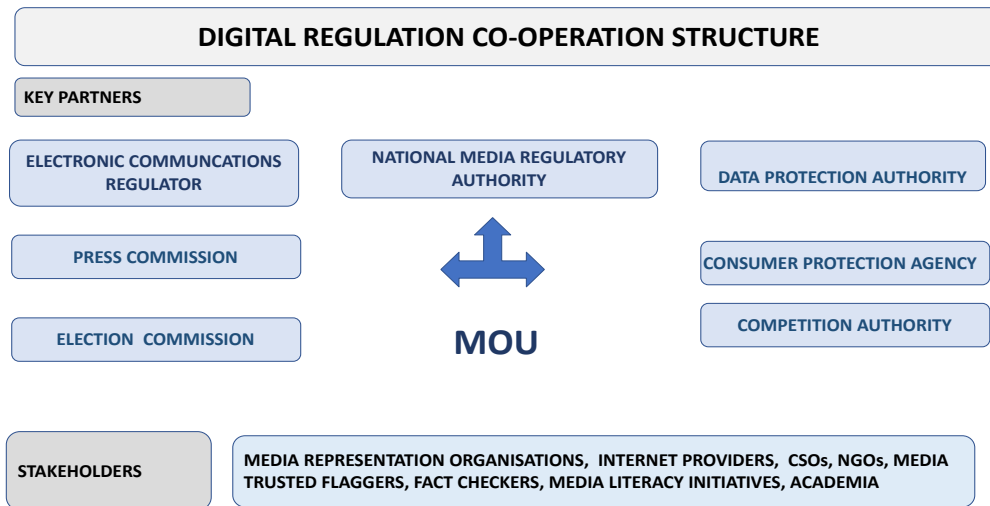 DIGITAL REGULATION CO-OPERATION STRUCTURE
KEY PARTNERS
ELECTRONIC COMMUNCATIONS
REGULATOR
NATIONAL MEDIA REGULATORY
AUTHORITY
DATA PROTECTION AUTHORITY
PRESS COMMISSION
CONSUMER PROTECTION AGENCY
ELECTION COMMISSION
MOU
COMPETITION AUTHORITY
STAKEHOLDERS
MEDIA REPRESENTATION ORGANISATIONS, INTERNET PROVIDERS, CSOs, NGOs, MEDIA
TRUSTED FLAGGERS, FACT CHECKERS, MEDIA LITERACY INITIATIVES, ACADEMIA